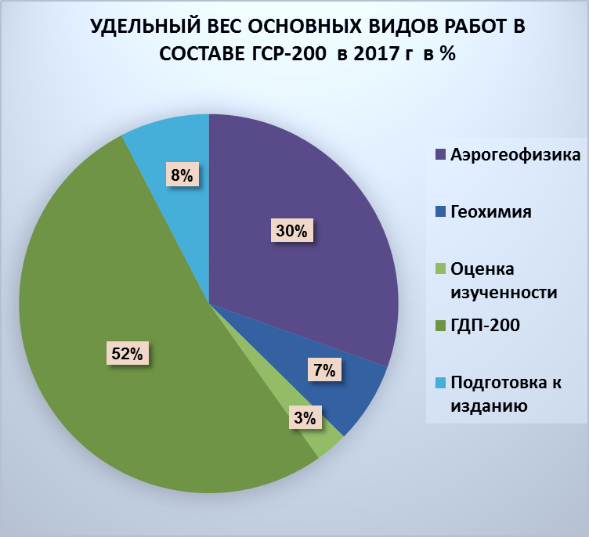 УДЕЛЬНЫЙ ВЕС ОСНОВНЫХ ВИДОВ РАБОТ В
СОСТАВЕ ГСР-200 в 2017 г в %
8%
30%
7%
3%
52%
Аэрогеофизика
Геохимия
Оценка
изученности
ГДП-200
Подготовка к
изданию